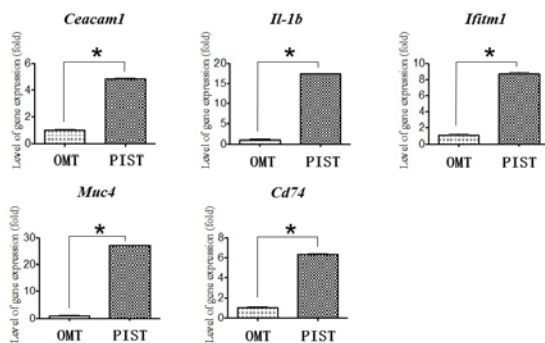 Ceacam1
Level of gene expression (fold)
6
4
2
0
*
OMT PIST
Il-1b
Level of gene expression (fold)
20
15
10
5
0
*
OMT PIST
Ifitm1
Level of gene expression (fold)
10
8
6
4
2
0
*
OMT PIST
Muc4
Level of gene expression (fold)
30
20
10
0
*
OMT PIST
Cd74
Level of gene expression (fold)
8
6
4
2
0
*
OMT PIST